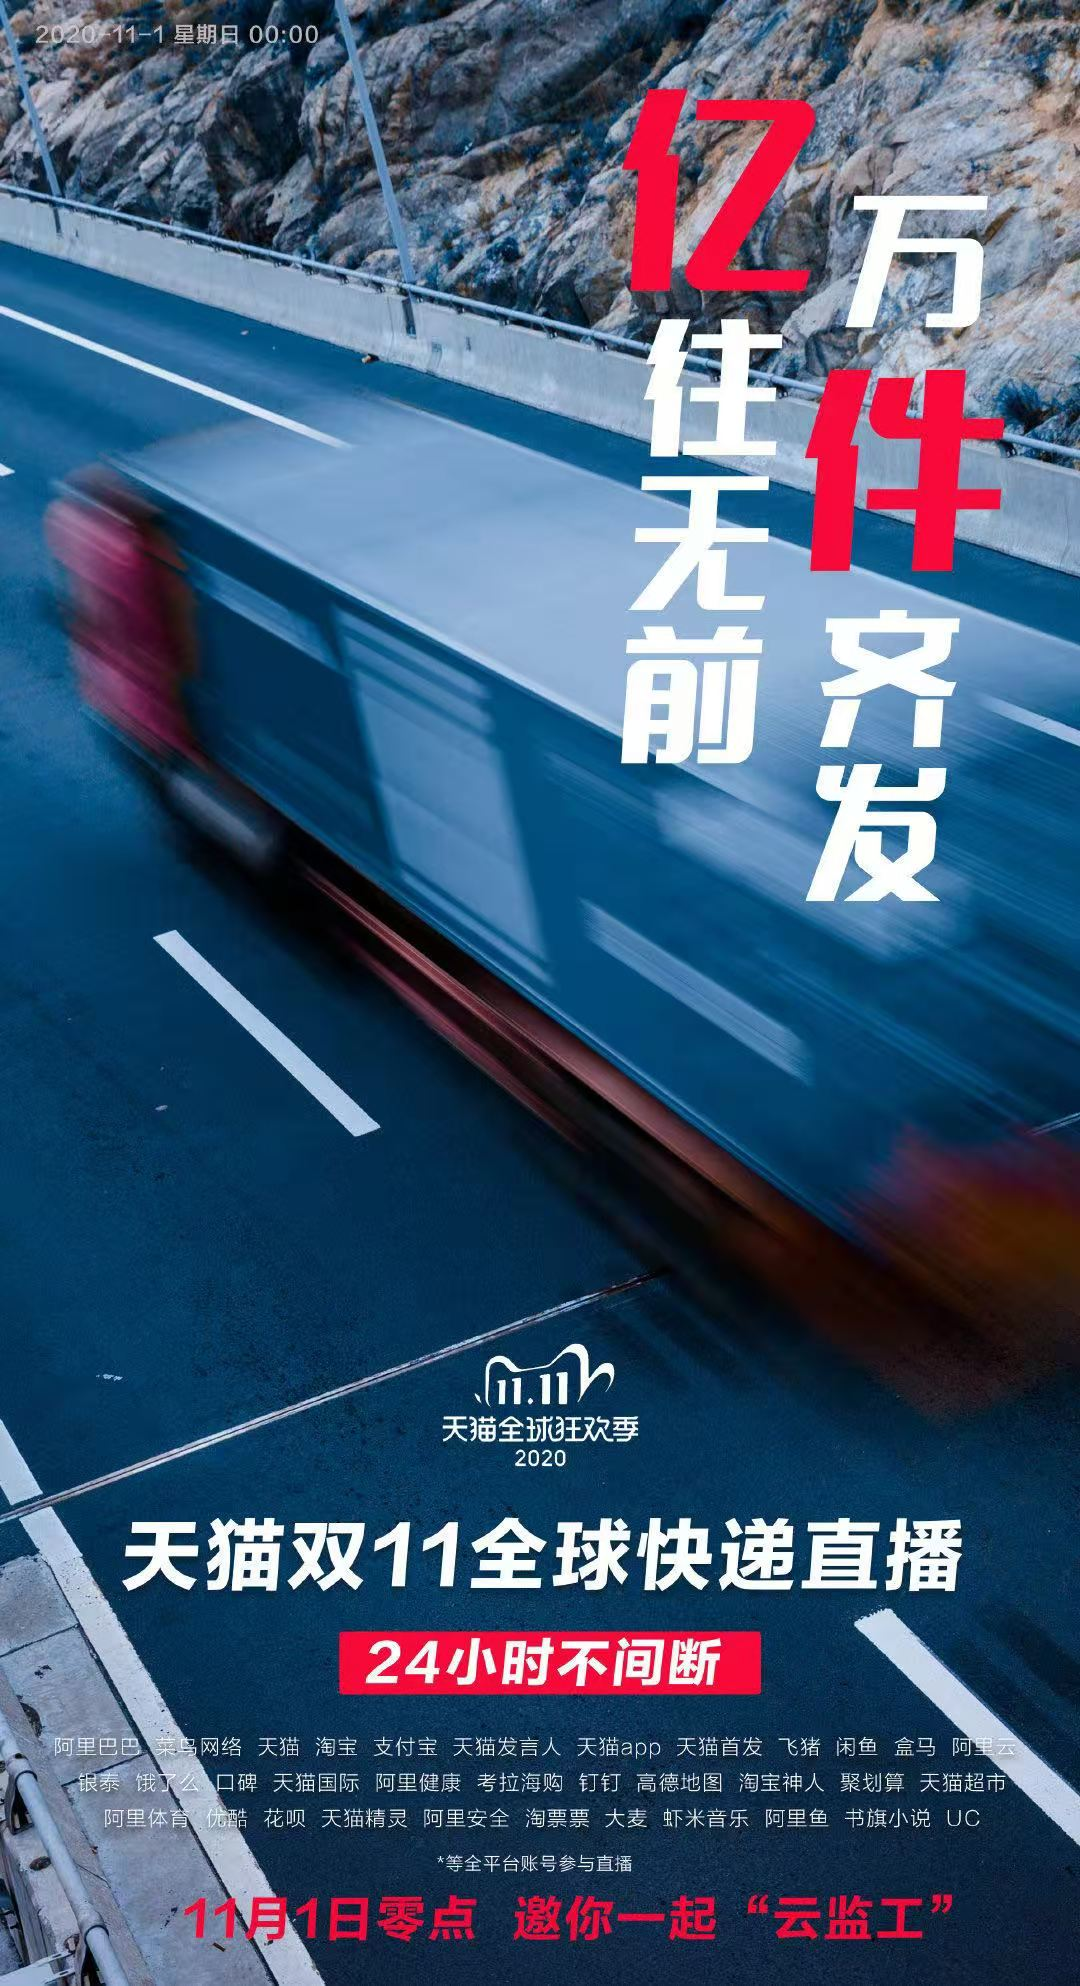 2020-11-1 星期日 00:00
万件齐发
亿往无前
11.11
天猫全球狂欢季
2020
天猫双11全球快递直播
24小时不间断
阿里巴巴 菜鸟网络 天猫 淘宝 支付宝 天猫发言人 天猫app 天猫首发 飞猪 闲鱼 盒马 阿里云
银泰 饿了么 口碑 天猫国际 阿里健康 考拉海购 钉钉 高德地图 淘宝神人 聚划算 天猫超市
阿里体育 优酷 花呗 天猫精灵 阿里安全 淘票票 大麦 虾米音乐 阿里鱼 书旗小说 UC
*等全平台账号参与直播
11月1日零点 邀你一起“云监工”